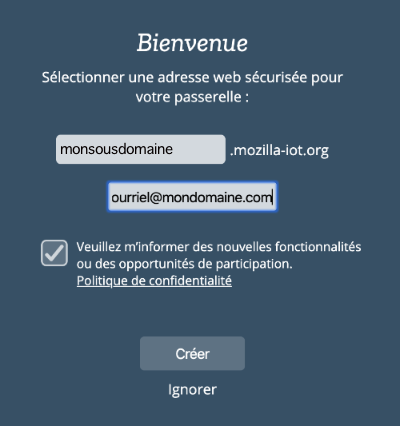 Bienvenue
Sélectionner une adresse web sécurisée pour
votre passerelle :
monsousdomaine .mozilla-iot.org
ourriel@mondomaine.com
Veuillez m'informer des nouvelles fonctionnalités
ou des opportunités de participation.
Politique de confidentialité
Créer
Ignorer